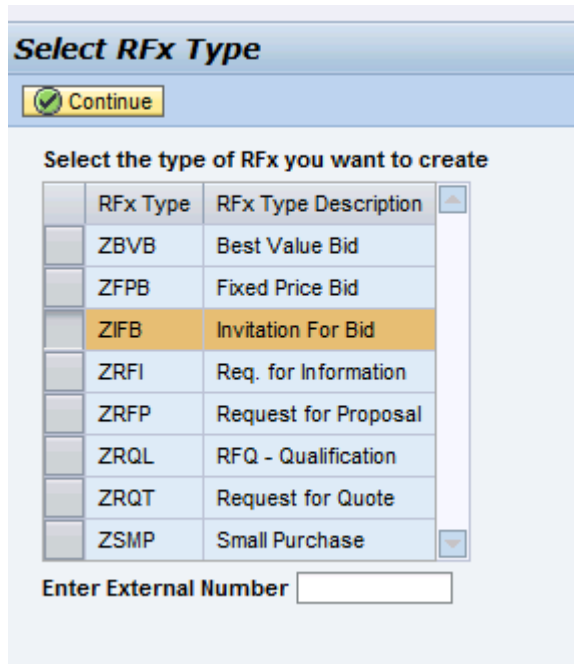 Select RFx Type
Continue
Select the type of RFx you want to create
RFx Type RFx Type Description
ZBVB Best Value Bid
ZFPB Fixed Price Bid
ZIFB Invitation For Bid
ZRFI Req. for Information
ZRFP Request for Proposal
ZRQL RFQ - Qualification
ZRQT Request for Quote
ZSMP Small Purchase
Enter External Number